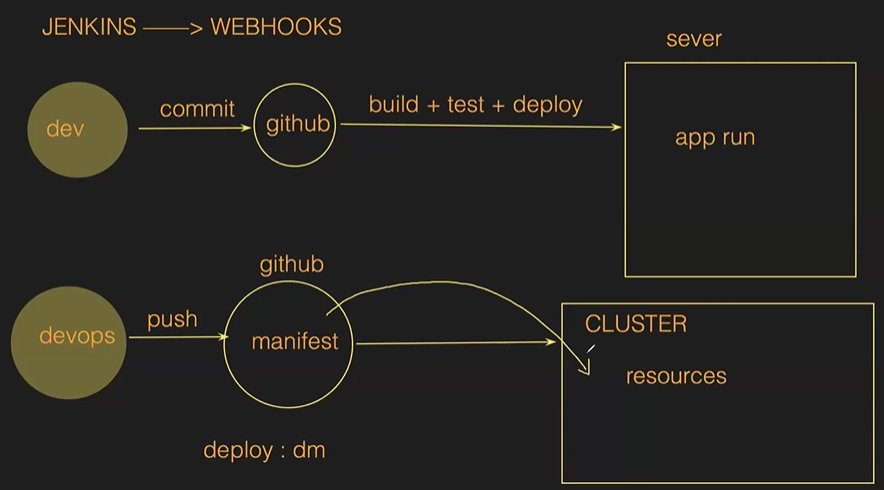 JENKINS ——> WEBHOOKS
sever
dev
commit
github
build + test + deploy
app run
github
devops
push
manifest
CLUSTER
resources
deploy : dm